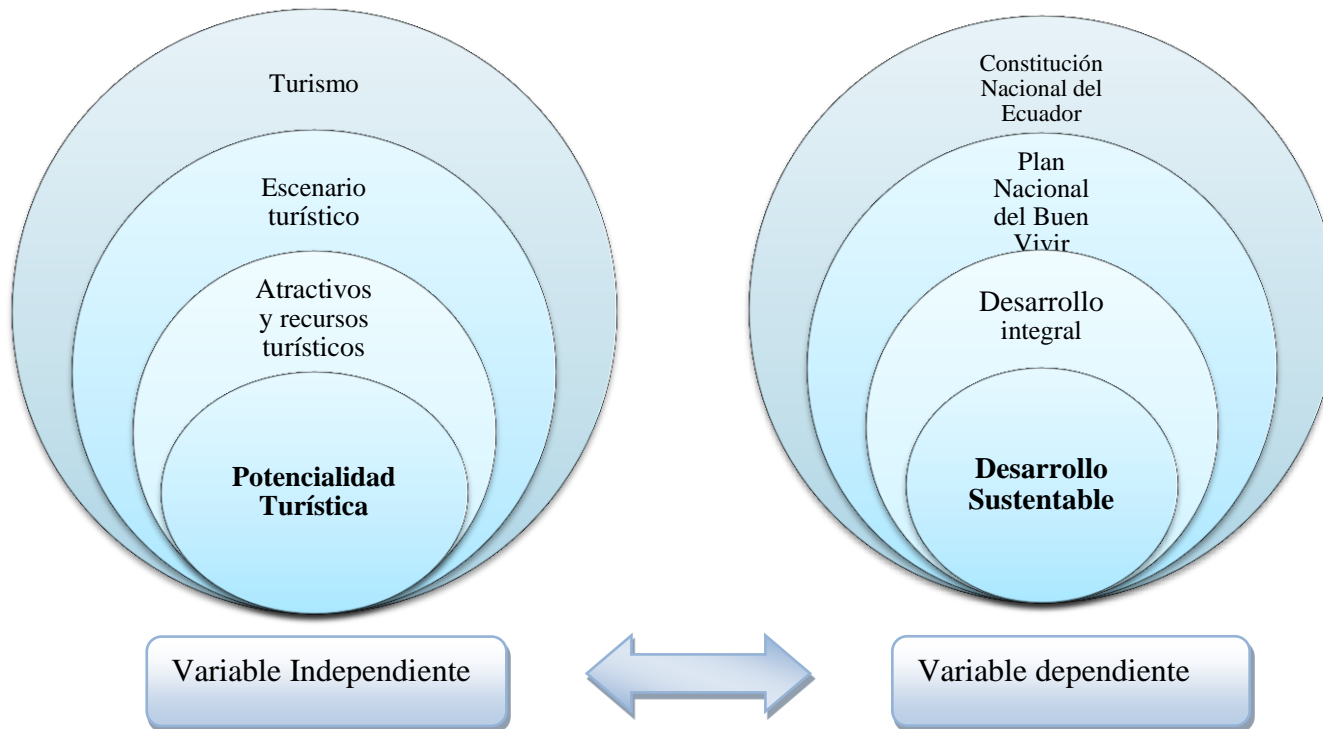 Turismo
Escenario
turístico
Atractivos
y recursos
turísticos
Potencialidad
Turística
Variable Independiente
Constitución
Nacional del
Ecuador
Plan
Nacional
del Buen
Vivir
Desarrollo
integral
Desarrollo
Sustentable
Variable dependiente